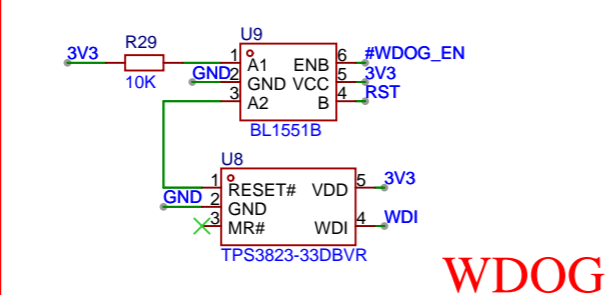 U9
3V3 R29 1 A1 ENB 6 #WDOG_EN
10K GND 2 GND VCC 5 3V3
3 A2 B 4 RST
BL1551B
U8
1 RESET# VDD 5 3V3
GND 2 GND
3 MR# WDI 4 WDI
TPS3823-33DBVR
WDOG